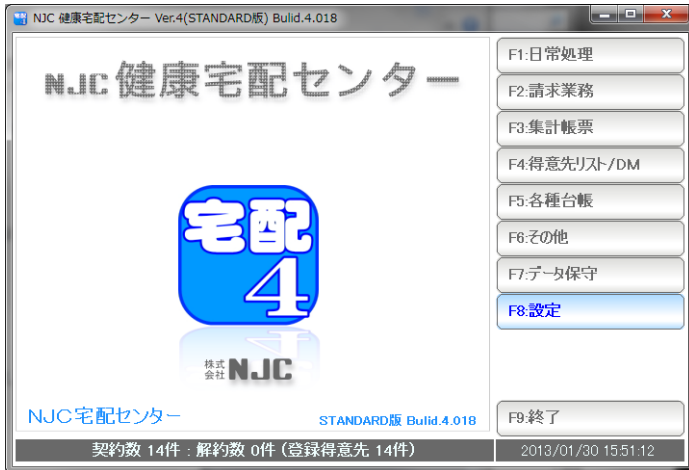 NJC 健康宅配センター Ver.4(STANDARD版) Bulid.4.018
NJC健康宅配センター
宅配
4
株式会社NJC
NJC宅配センター
STANDARD版 Bulid.4.018
F1:日常処理
F2:請求業務
F3:集計帳票
F4:得意先リスト/DM
F5:各種台帳
F6:その他
F7:データ保守
F8:設定
F9:終了
契約数 14件 : 解約数 0件 (登録得意先 14件)
2013/01/30 15:51:12